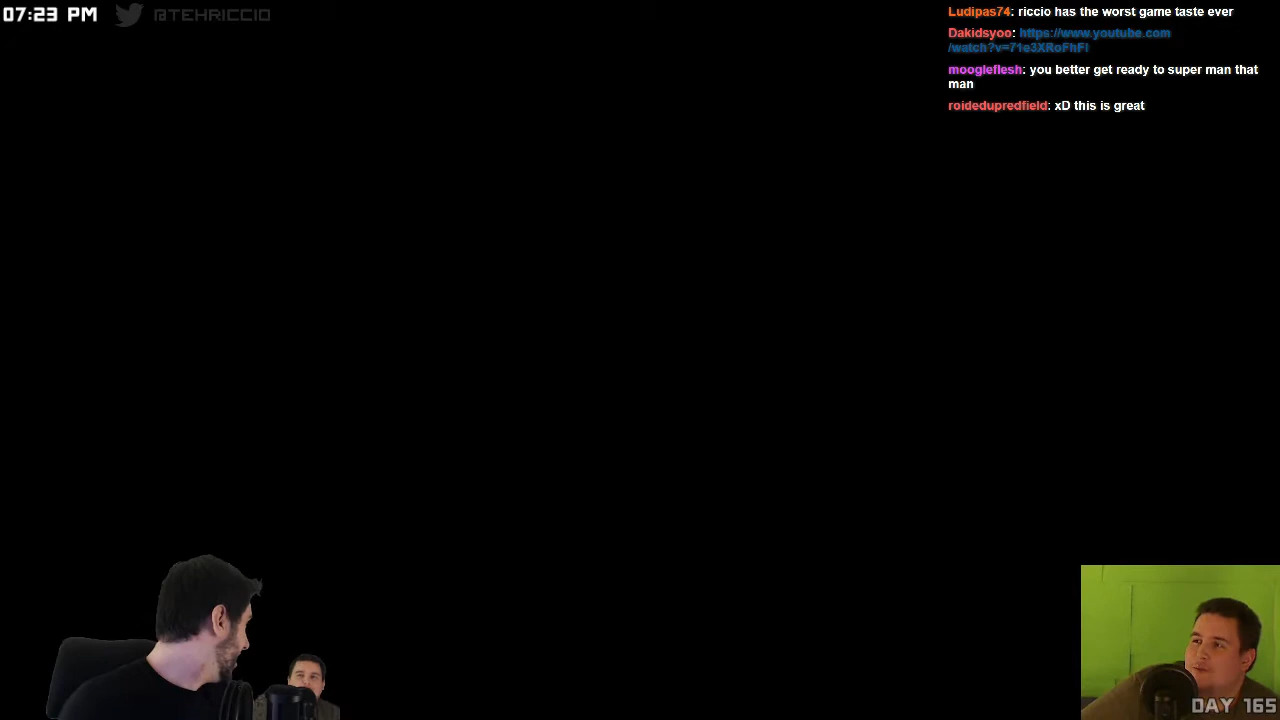 07:23 PM @TEHRICCIO
Ludipas74: riccio has the worst game taste ever
Dakidsyoo: https://www.youtube.com
/watch?v=71e3XRoFhFI
moogleflesh: you better get ready to super man that
man
roidedupredfield: xD this is great
DAY 165